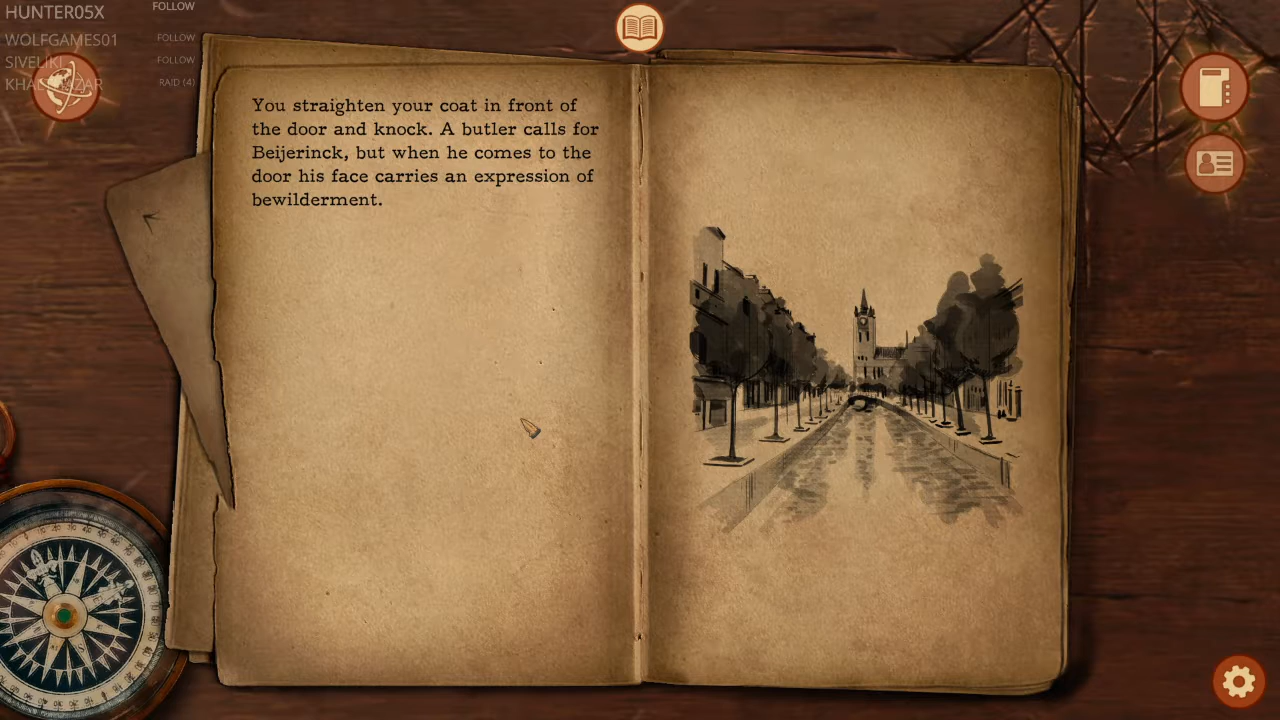 HUNTER05X FOLLOW
WOLFGAMES01 FOLLOW
SIVELIKI FOLLOW
RAID (4)
You straighten your coat in front of
the door and knock. A butler calls for
Beijerinck, but when he comes to the
door his face carries an expression of
bewilderment.